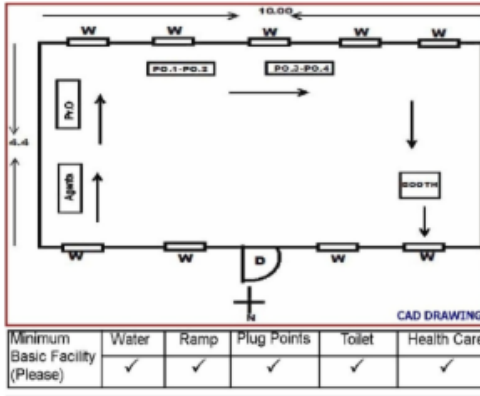 10.00
W W W W W
PO.1-PO.2 PO.3-PO.4
Pr.O
4.4
Agents
BOOTH
W W W W
D
N
CAD DRAWING
Minimum Basic Facility (Please) Water Ramp Plug Points Toilet Health Care
✓ ✓ ✓ ✓ ✓